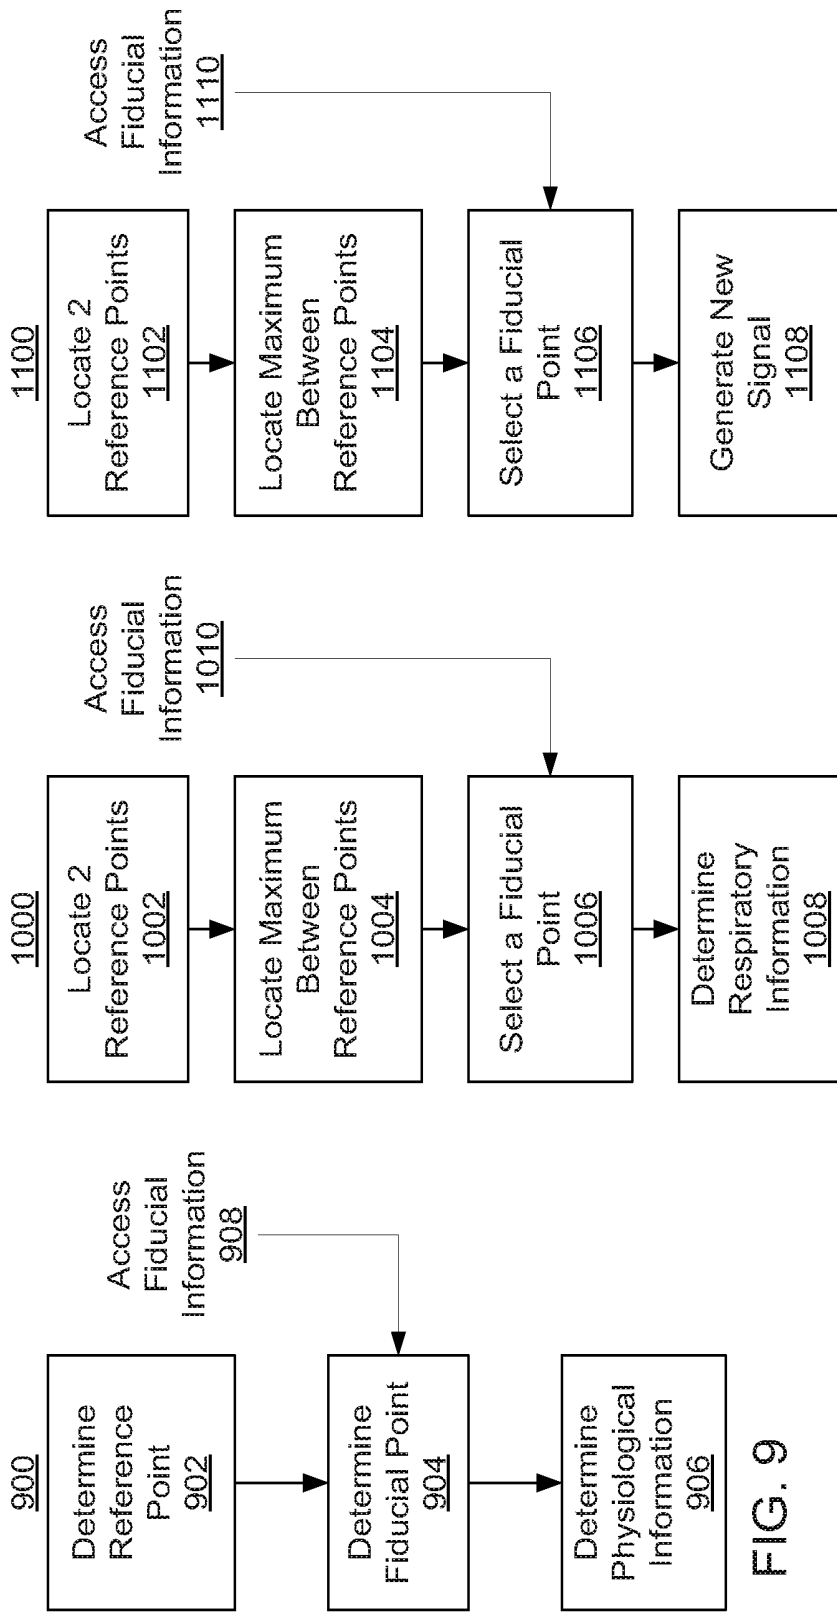 900
Determine
Reference
Point
902
Access
Fiducial
Information
908
Determine
Fiducial Point
904
Determine
Physiological
Information
906
FIG. 9
1000
Locate 2
Reference Points
1002
Access
Fiducial
Information
1010
Locate Maximum
Between
Reference Points
1004
Select a Fiducial
Point
1006
Determine
Respiratory
Information
1008
1100
Locate 2
Reference Points
1102
Access
Fiducial
Information
1110
Locate Maximum
Between
Reference Points
1104
Select a Fiducial
Point
1106
Generate New
Signal
1108